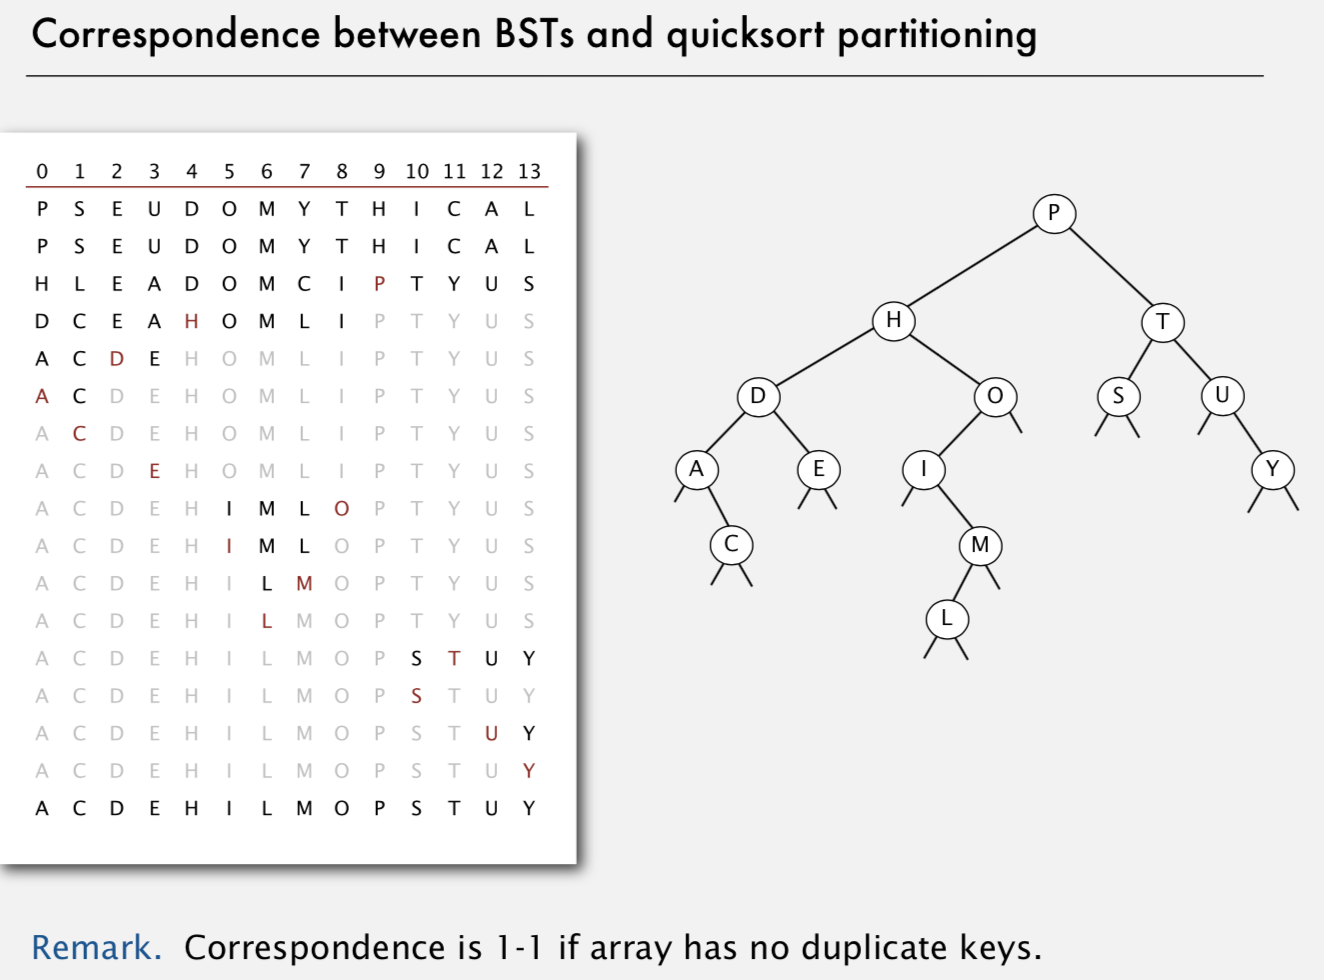 Correspondence between BSTs and quicksort partitioning
0 1 2 3 4 5 6 7 8 9 10 11 12 13
P S E U D O M Y T H I C A L
P S E U D O M Y T H I C A L
H L E A D O M C I P T Y U S
D C E A H O M L I P T Y U S
A C D E H O M L I P T Y U S
A C D E H O M L I P T Y U S
A C D E H O M L I P T Y U S
A C D E H O M L I P T Y U S
A C D E H I M L O P T Y U S
A C D E H I M L O P T Y U S
A C D E H I L M O P T Y U S
A C D E H I L M O P T Y U S
A C D E H I L M O P S T U Y
A C D E H I L M O P S T U Y
A C D E H I L M O P S T U Y
A C D E H I L M O P S T U Y
A C D E H I L M O P S T U Y
P
H T
D O S U
A E I Y
C M
L
Remark. Correspondence is 1-1 if array has no duplicate keys.